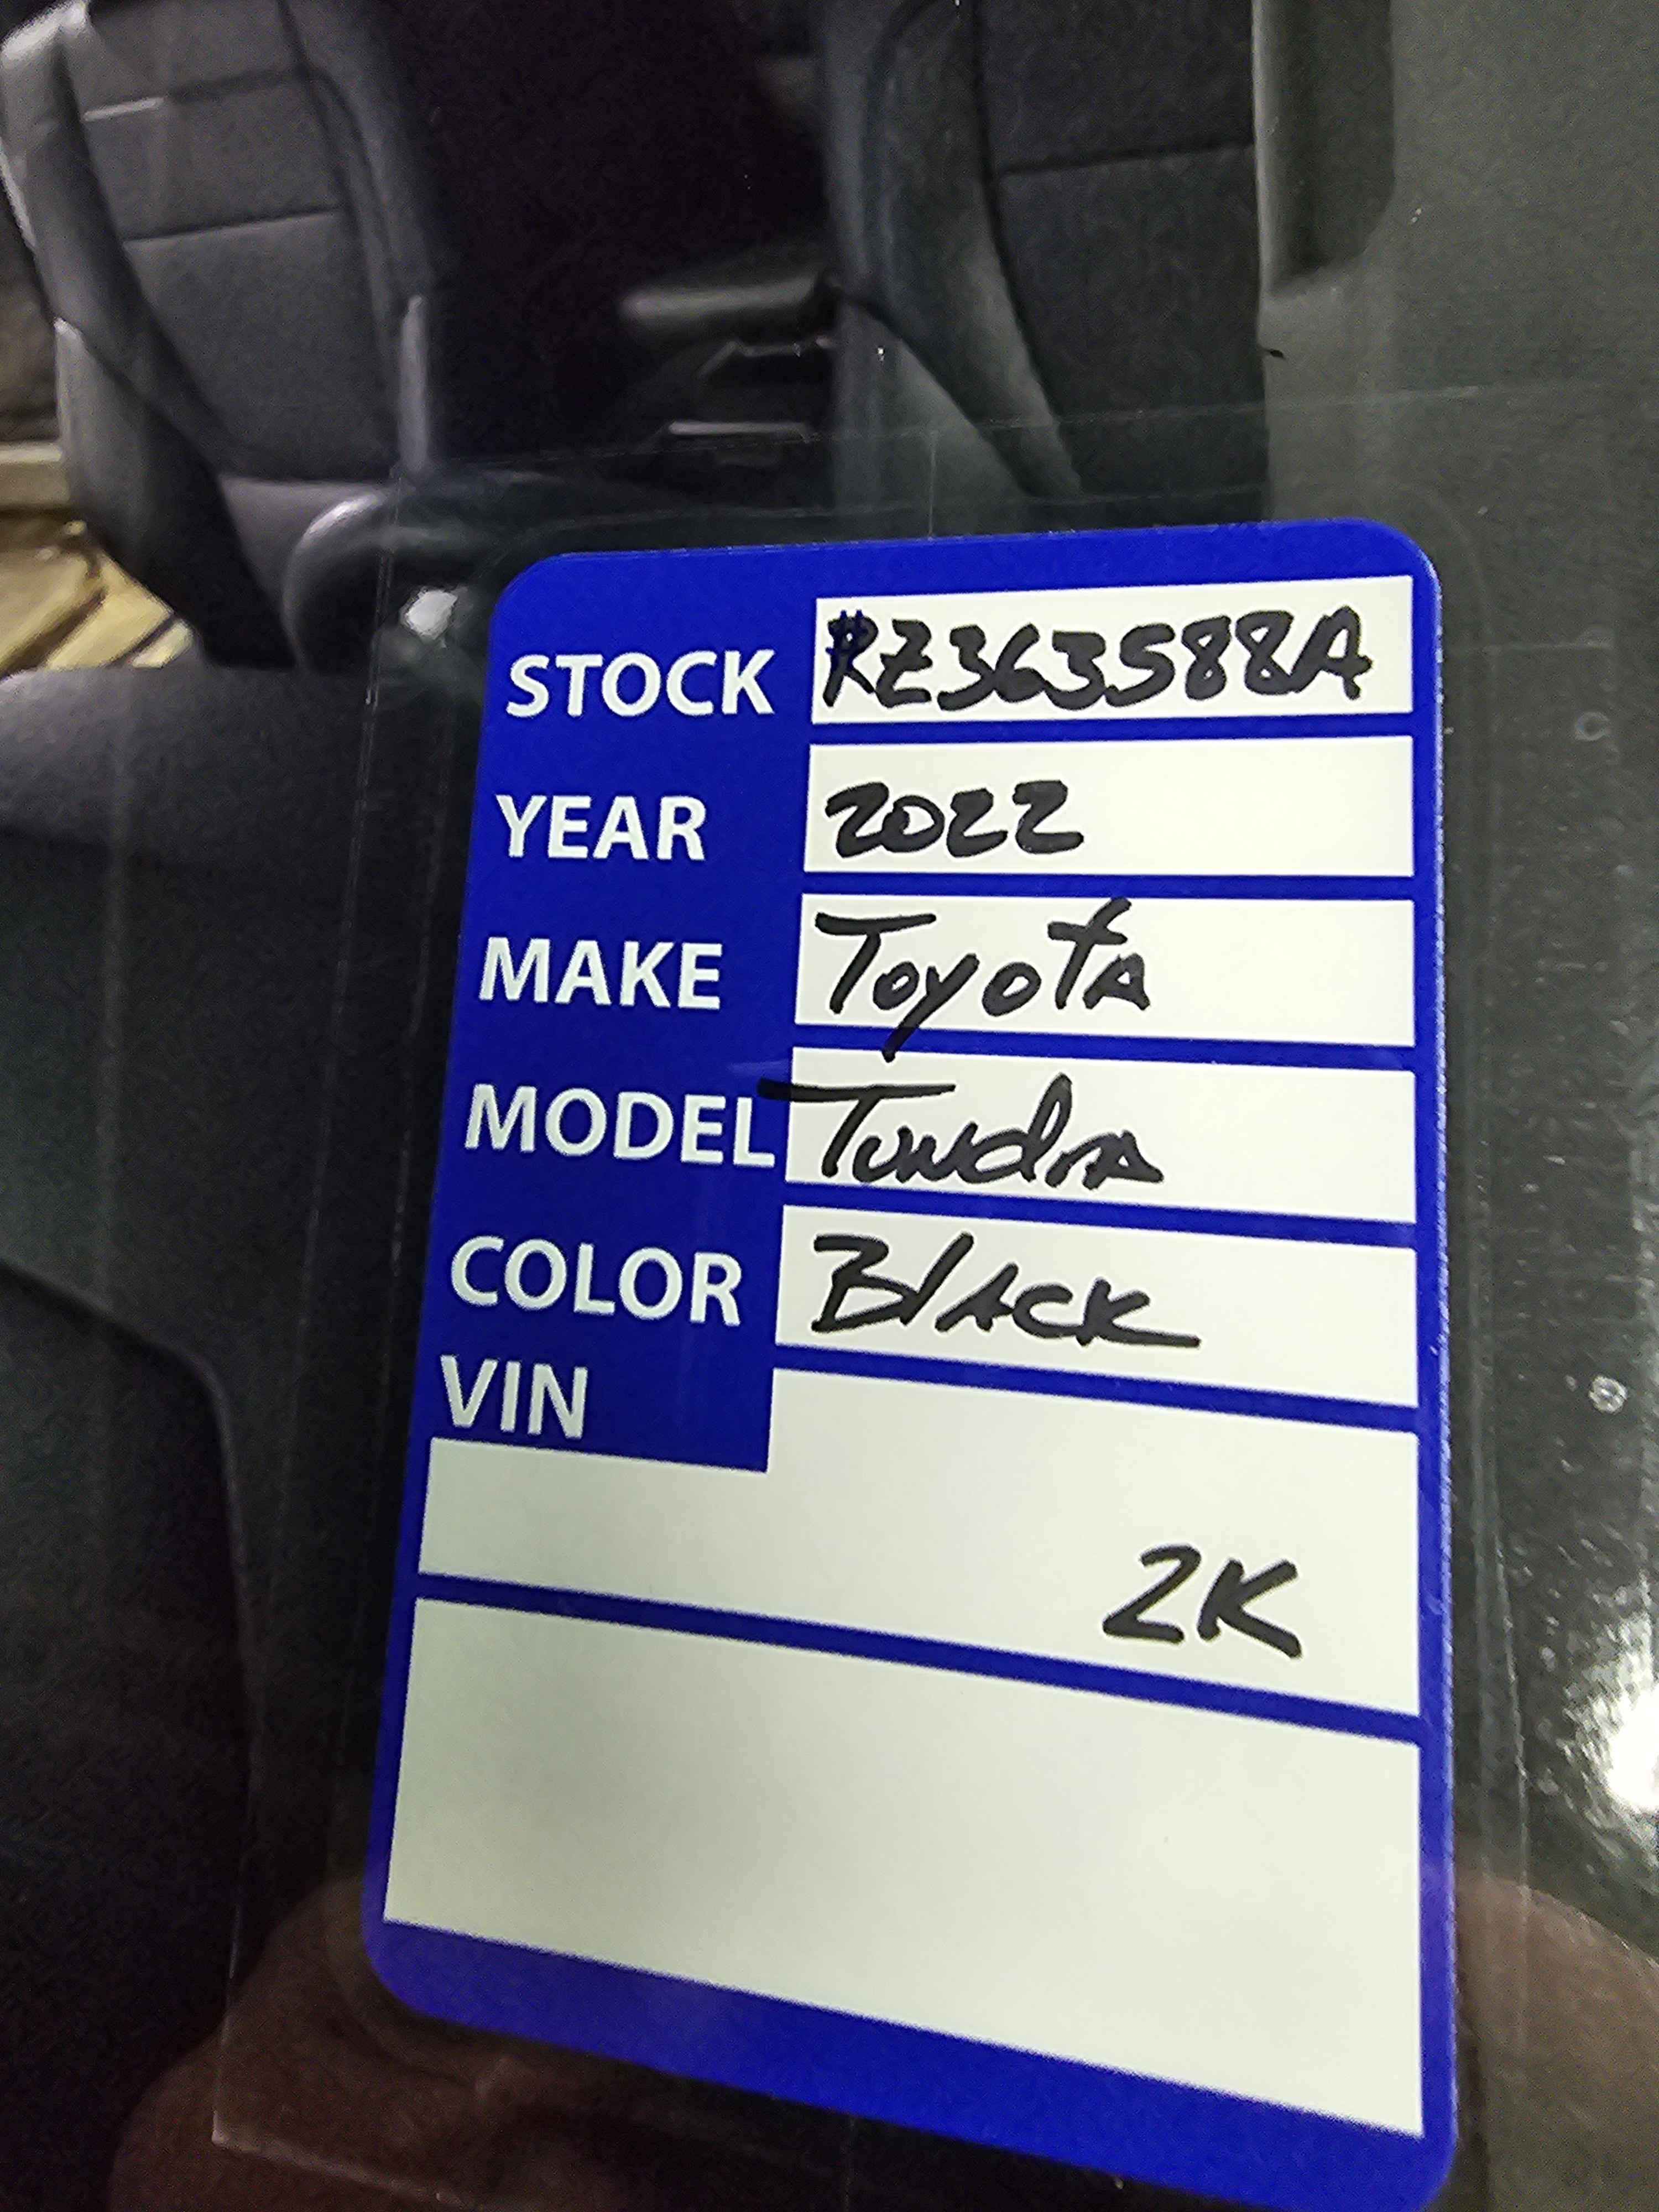 STOCK #RZ363588A
YEAR 2022
MAKE Toyota
MODEL Tundra
COLOR Black
VIN
2K